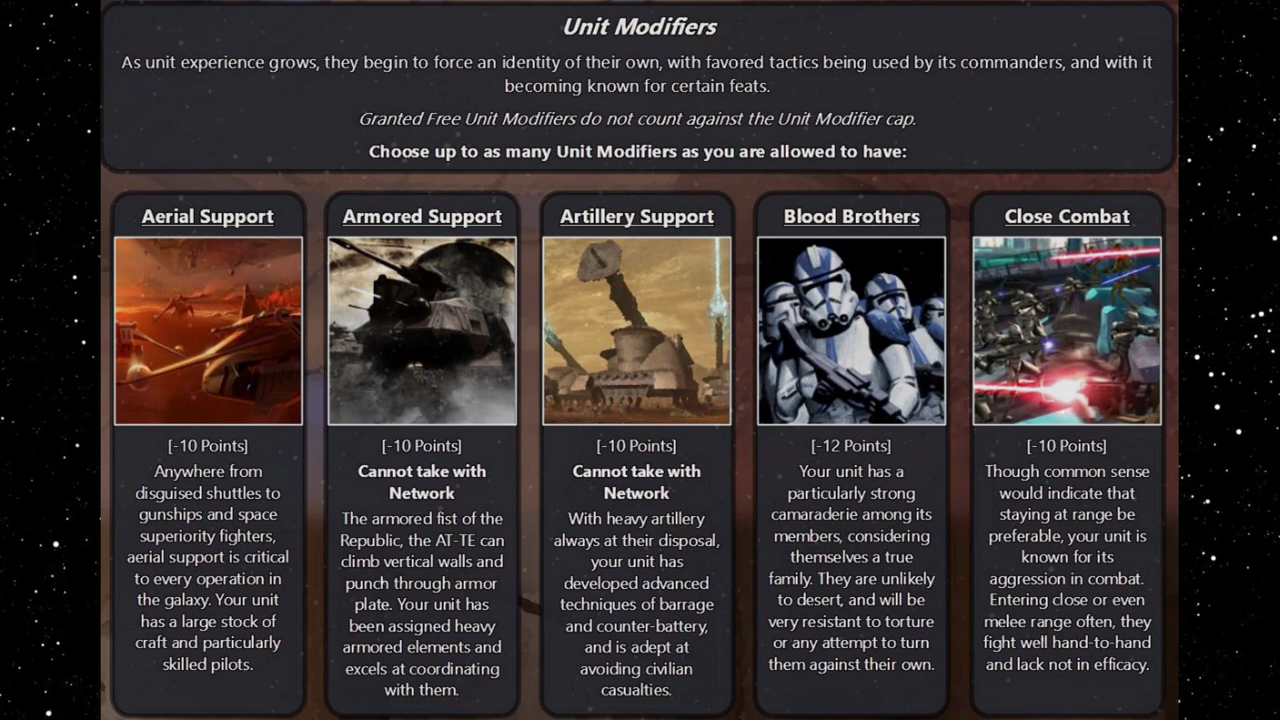 Unit Modifiers
As unit experience grows, they begin to force an identity of their own, with favored tactics being used by its commanders, and with it
becoming known for certain feats.
Granted Free Unit Modifiers do not count against the Unit Modifier cap.
Choose up to as many Unit Modifiers as you are allowed to have:
Aerial Support
[-10 Points]
Anywhere from
disguised shuttles to
gunships and space
superiority fighters,
aerial support is critical
to every operation in
the galaxy. Your unit
has a large stock of
craft and particularly
skilled pilots.
Armored Support
[-10 Points]
Cannot take with
Network
The armored fist of the
Republic, the AT-TE can
climb vertical walls and
punch through armor
plate. Your unit has
been assigned heavy
armored elements and
excels at coordinating
with them.
Artillery Support
[-10 Points]
Cannot take with
Network
With heavy artillery
always at their disposal,
your unit has
developed advanced
techniques of barrage
and counter-battery,
and is adept at
avoiding civilian
casualties.
Blood Brothers
[-12 Points]
Your unit has a
particularly strong
camaraderie among its
members, considering
themselves a true
family. They are unlikely
to desert, and will be
very resistant to torture
or any attempt to turn
them against their own.
Close Combat
[-10 Points]
Though common sense
would indicate that
staying at range be
preferable, your unit is
known for its
aggression in combat.
Entering close or even
melee range often, they
fight well hand-to-hand
and lack not in efficacy.